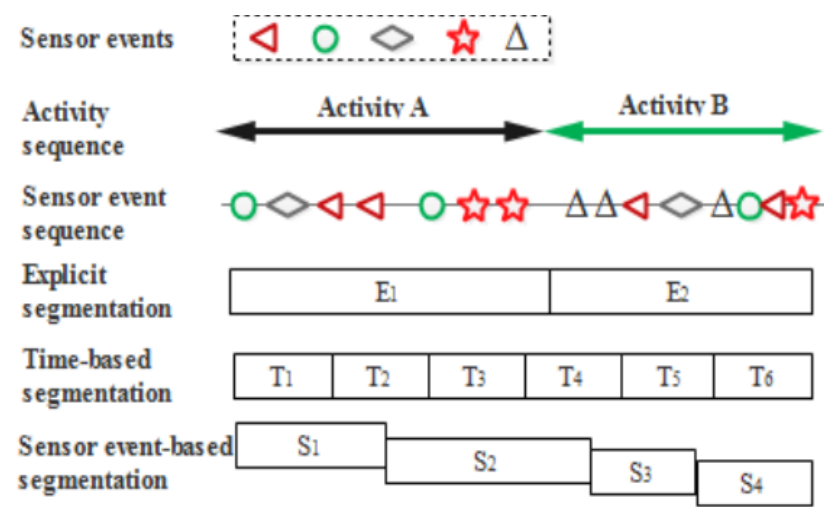 Sensor events
Δ
Activity
sequence
Activity A
Activity B
Sensor event
sequence
Δ Δ Δ
Explicit
segmentation
E1 E2
Time-based
segmentation
T1 T2 T3 T4 T5 T6
Sensor event-based
segmentation
S1
S2
S3
S4